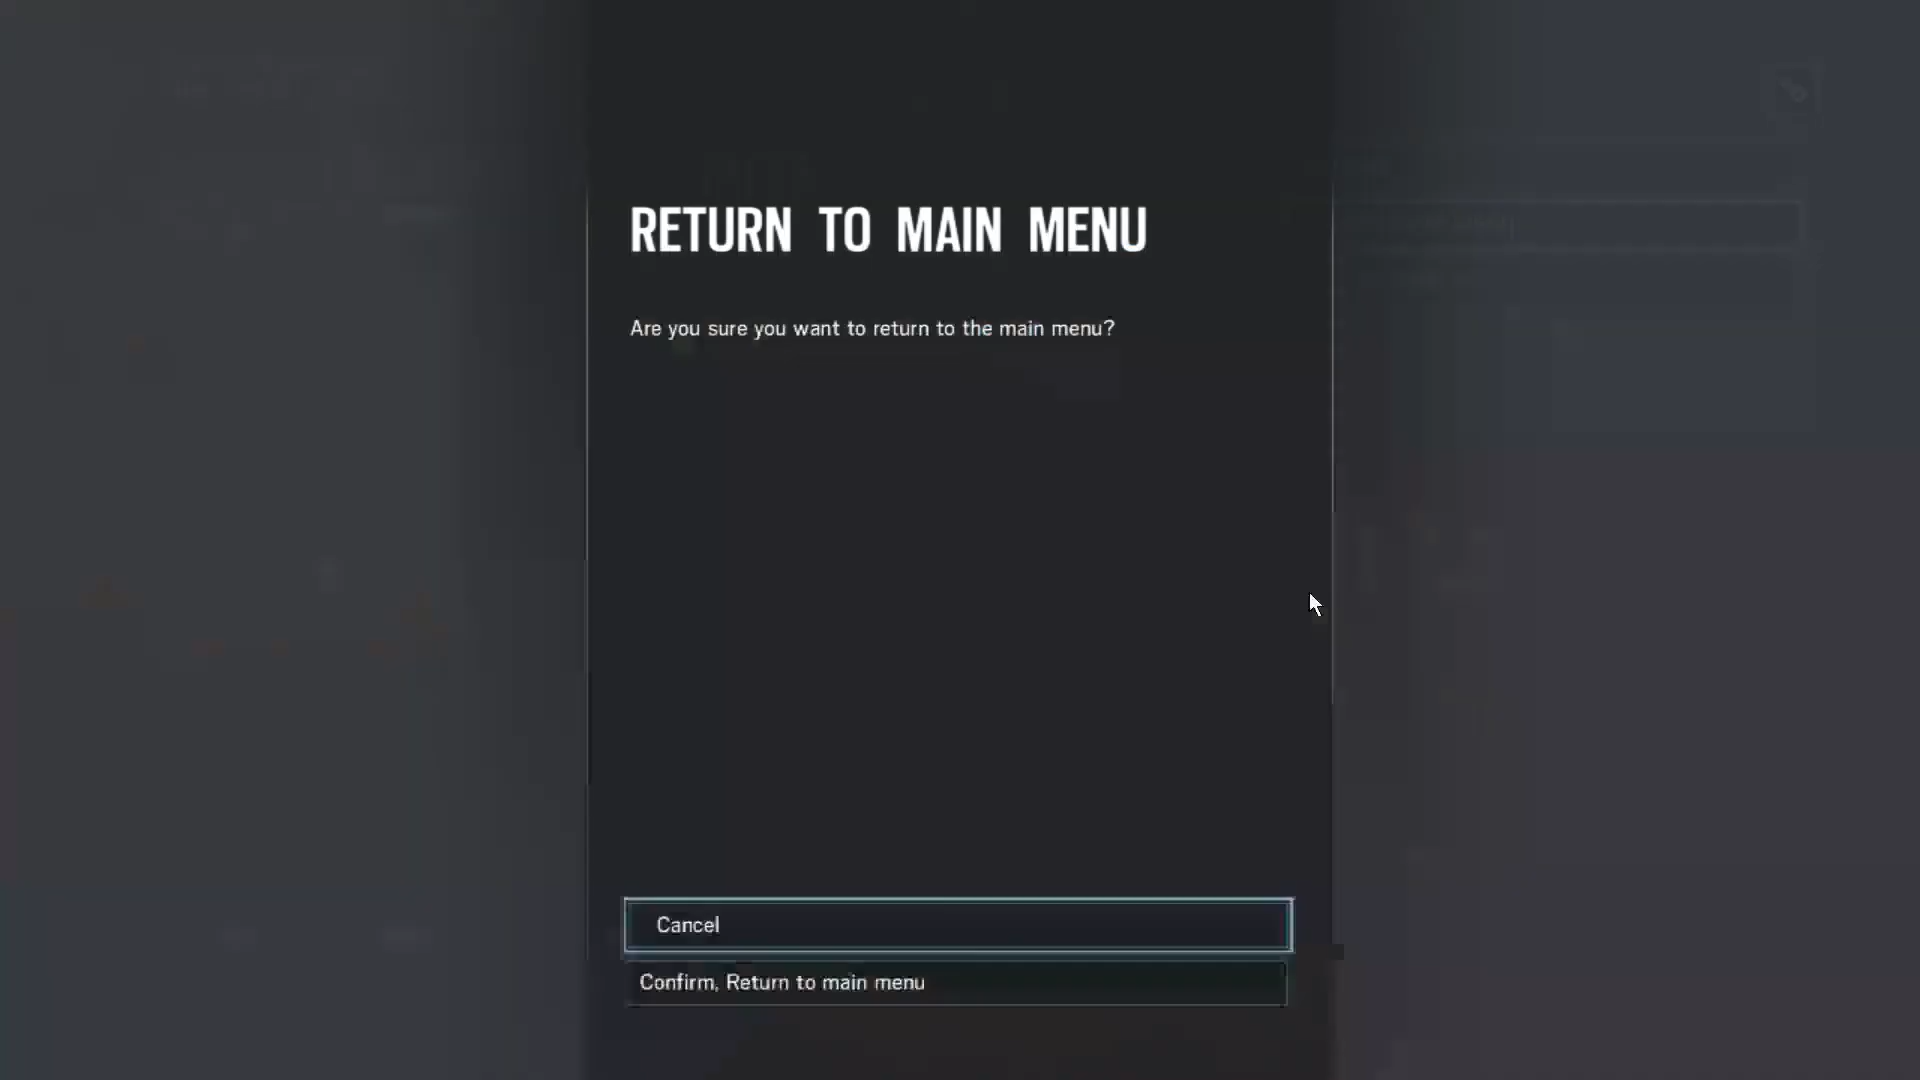 RETURN TO MAIN MENU
Are you sure you want to return to the main menu?
Cancel
Confirm, Return to main menu